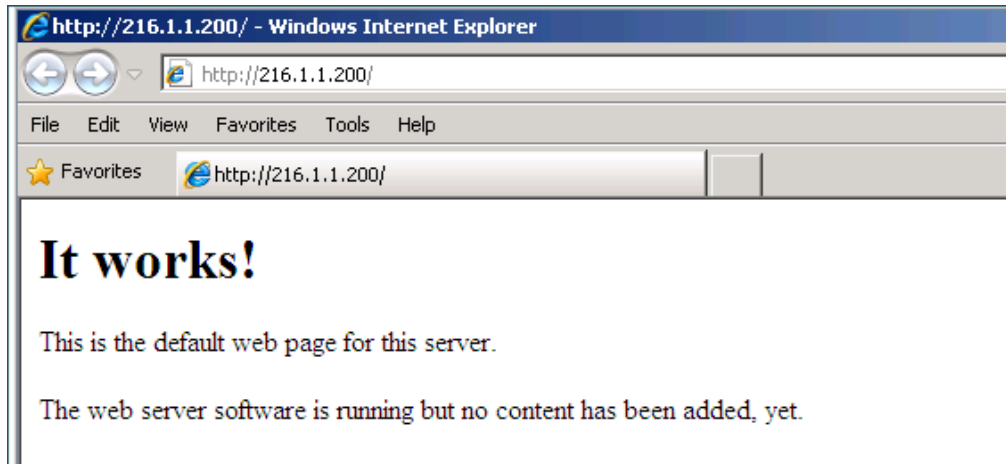 http://216.1.1.200/ - Windows Internet Explorer
http://216.1.1.200/
File Edit View Favorites Tools Help
Favorites http://216.1.1.200/
It works!
This is the default web page for this server.
The web server software is running but no content has been added, yet.